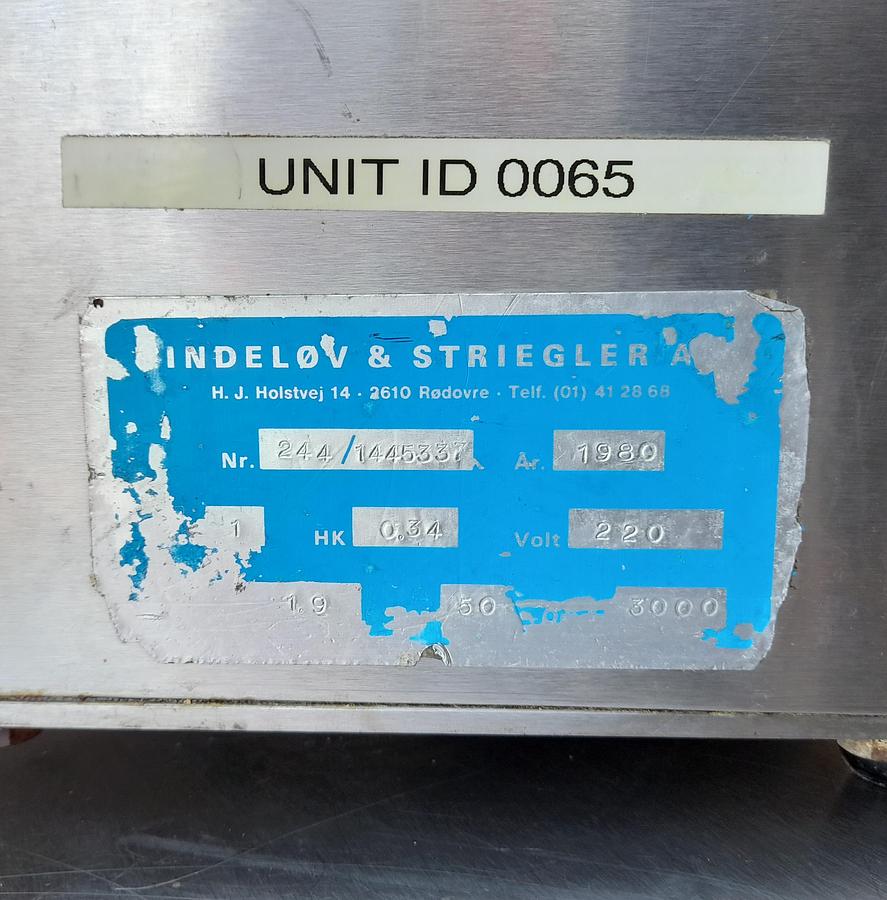 UNIT ID 0065
INDELØV & STRIEGLER A
H. J. Holstvej 14 · 2610 Rødovre · Telf. (01) 41 28 68
Nr. 244/1445337 År. 1980
1 HK 0,34 Volt 220
1,9 50 3000